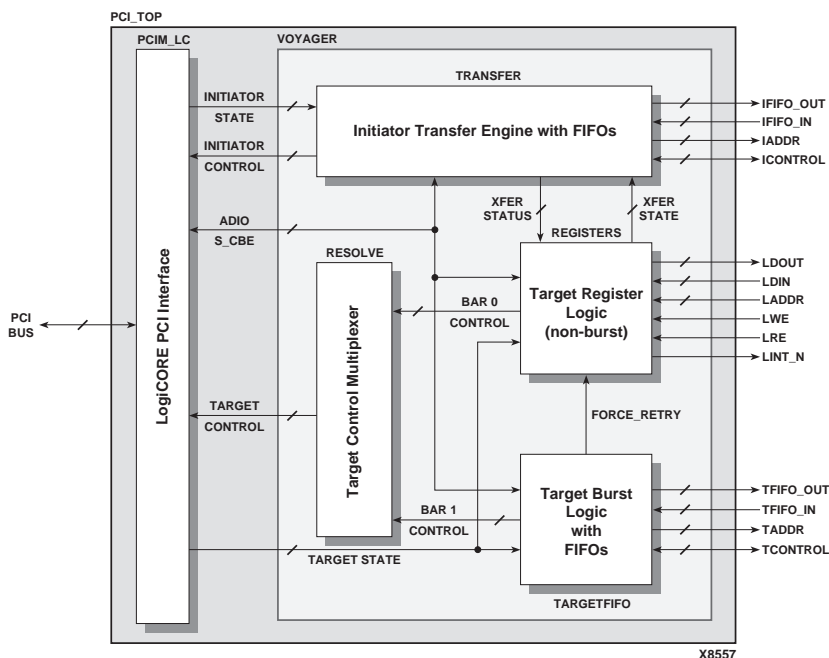 PCI_TOP
PCIM_LC
VOYAGER
TRANSFER
INITIATOR
STATE
Initiator Transfer Engine with FIFOs
IFIFO_OUT
IFIFO_IN
IADDR
ICONTROL
INITIATOR
CONTROL
XFER
STATUS
XFER
STATE
ADIO
S_CBE
REGISTERS
RESOLVE
LogiCORE PCI Interface
Target Control Multiplexer
BAR 0
CONTROL
Target Register
Logic
(non-burst)
LDOUT
LDIN
LADDR
LWE
LRE
LINT_N
PCI
BUS
TARGET
CONTROL
FORCE_RETRY
BAR 1
CONTROL
Target Burst
Logic
with
FIFOs
TFIFO_OUT
TFIFO_IN
TADDR
TCONTROL
TARGET STATE
TARGETFIFO
X8557